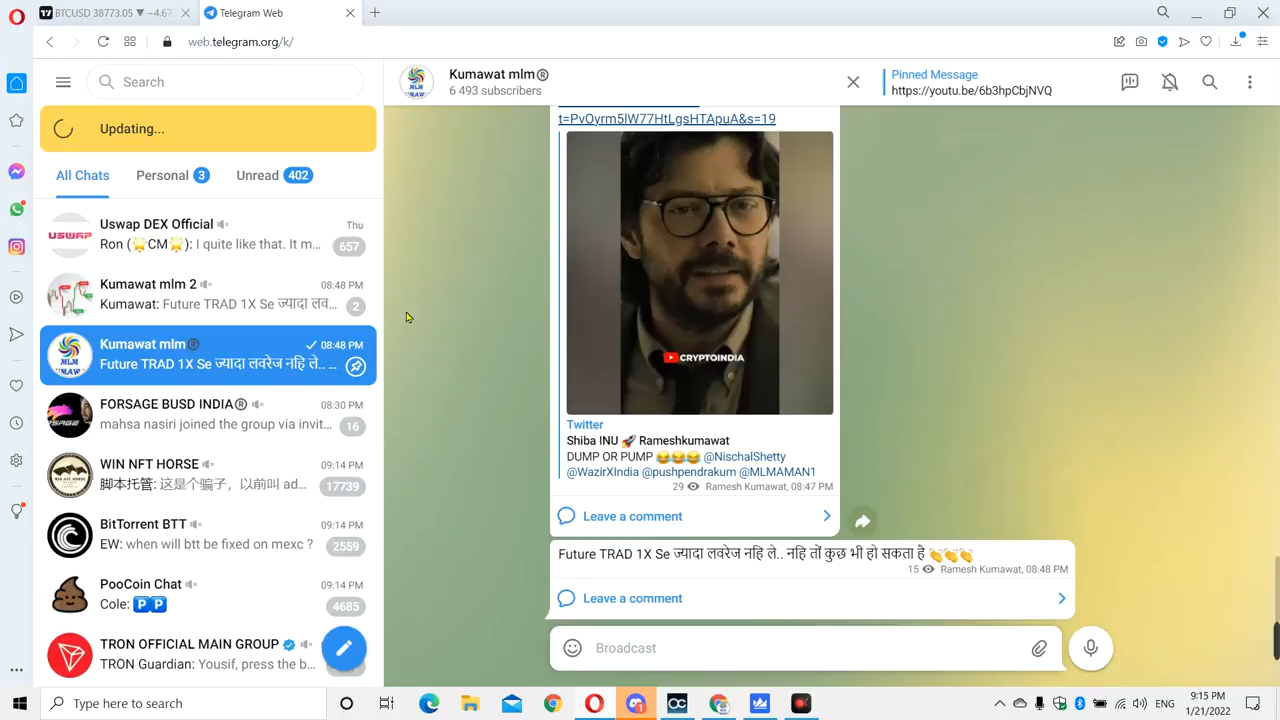 BTCUSD 38773.05 ▼ −4.67
Telegram Web
web.telegram.org/k/
Search
Kumawat mlm®
6 493 subscribers
Pinned Message
https://youtu.be/6b3hpCbjNVQ
Updating...
All Chats Personal 3 Unread 402
Uswap DEX Official Thu
USWAP
Ron (🌟CM🌟): I quite like that. It m... 657
Kumawat mlm 2 08:48 PM
Kumawat: Future TRAD 1X Se ज्यादा लव... 2
Kumawat mlm® 08:48 PM
Future TRAD 1X Se ज्यादा लवरेज नहि ले.. ...
FORSAGE BUSD INDIA® 08:30 PM
mahsa nasiri joined the group via invit... 16
WIN NFT HORSE 09:14 PM
脚本托管: 这是个骗子，以前叫 ad... 17739
BitTorrent BTT 09:14 PM
EW: when will btt be fixed on mexc ? 2559
PooCoin Chat 09:14 PM
Cole: 🅿️🅿️ 4685
TRON OFFICIAL MAIN GROUP 09:14 PM
TRON Guardian: Yousif, press the b...
t=PvOyrm5lW77HtLgsHTApuA&s=19
CRYPTOINDIA
Twitter
Shiba INU 🚀 Rameshkumawat
DUMP OR PUMP 😂😂😂 @NischalShetty
@WazirXIndia @pushpendrakum @MLMAMAN1
29 Ramesh Kumawat, 08:47 PM
Leave a comment
Future TRAD 1X Se ज्यादा लवरेज नहि ले.. नहि तों कुछ भी हो सकता है 👏👏👏
15 Ramesh Kumawat, 08:48 PM
Leave a comment
Broadcast
Type here to search
ENG
9:15 PM
1/21/2022